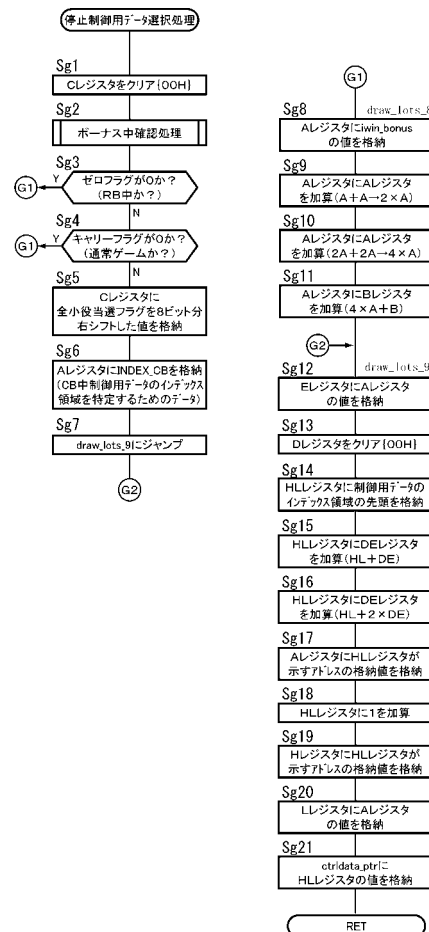 停止制御用データ選択処理
Sg1
Cレジスタをクリア{00H}
Sg2
ボーナス中確認処理
Sg3
G1
Y
ゼロフラグが0か?
(RB中か?)
N
Sg4
G1
Y
キャリーフラグが0か?
(通常ゲームか?)
N
Sg5
Cレジスタに
全小役当選フラグを8ビット分
右シフトした値を格納
Sg6
AレジスタにINDEX_CBを格納
(CB中制御用データのインデックス
領域を特定するためのデータ)
Sg7
draw_lots_9にジャンプ
G2
G1
Sg8
draw_lots_8
Aレジスタにiwin_bonus
の値を格納
Sg9
AレジスタにAレジスタ
を加算(A+A→2×A)
Sg10
AレジスタにAレジスタ
を加算(2A+2A→4×A)
Sg11
AレジスタにBレジスタ
を加算(4×A+B)
G2
Sg12
draw_lots_9
EレジスタにAレジスタ
の値を格納
Sg13
Dレジスタをクリア{00H}
Sg14
HLレジスタに制御用データの
インデックス領域の先頭を格納
Sg15
HLレジスタにDEレジスタ
を加算(HL+DE)
Sg16
HLレジスタにDEレジスタ
を加算(HL+2×DE)
Sg17
AレジスタにHLレジスタが
示すアドレスの格納値を格納
Sg18
HLレジスタに1を加算
Sg19
HレジスタにHLレジスタが
示すアドレスの格納値を格納
Sg20
LレジスタにAレジスタ
の値を格納
Sg21
ctrldata_ptrに
HLレジスタの値を格納
RET